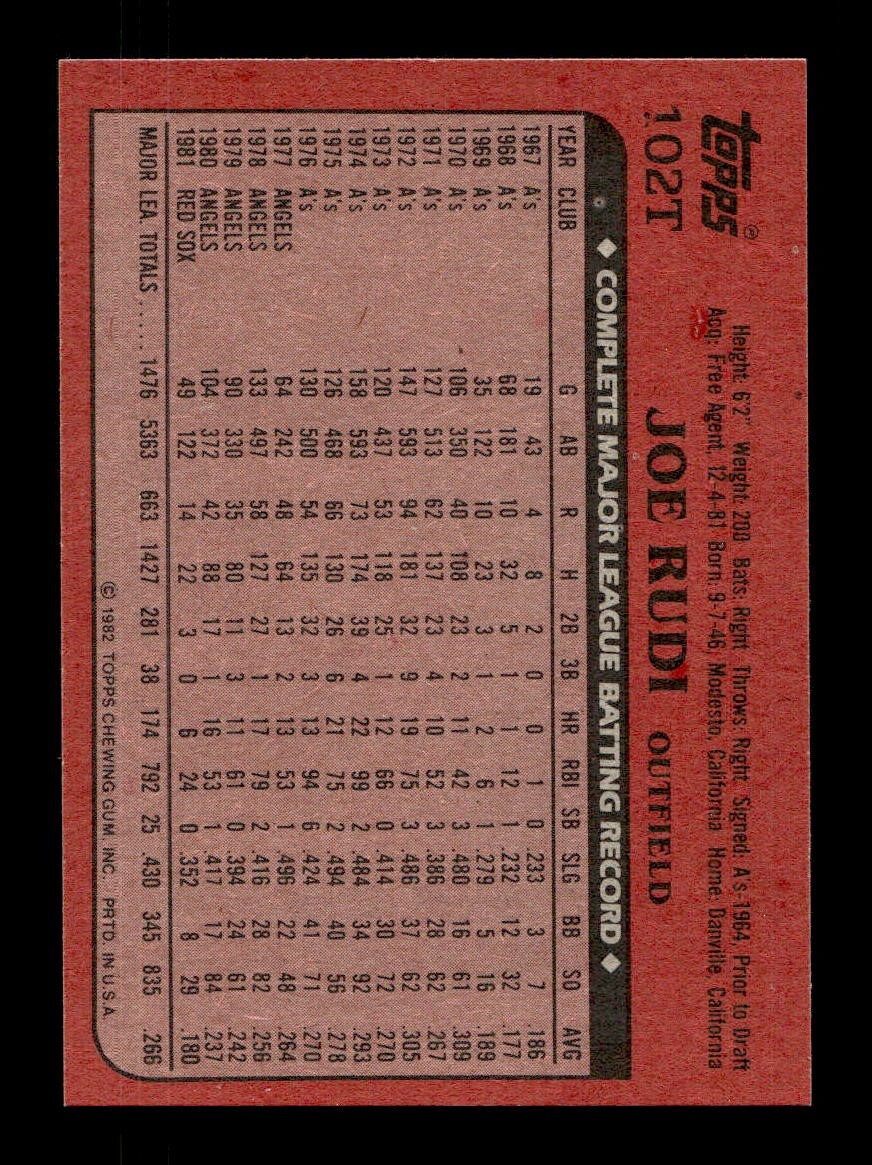 Topps®
102T JOE RUDI OUTFIELD
Height: 6'2" Weight: 200 Bats: Right Throws: Right Signed: A's-1964, Prior to Draft
Acq: Free Agent, 12-4-81 Born: 9-7-46, Modesto, California Home: Danville, California
◆ COMPLETE MAJOR LEAGUE BATTING RECORD ◆
YEAR CLUB G AB R H 2B 3B HR RBI SB SLG BB SO AVG
1967 A's 19 43 4 8 2 0 0 1 0 .233 3 7 .186
1968 A's 68 181 10 32 5 1 1 12 1 .232 12 32 .177
1969 A's 35 122 10 23 3 1 2 6 1 .279 5 16 .189
1970 A's 106 350 40 108 23 2 11 42 3 .480 16 61 .309
1971 A's 127 513 62 137 23 4 10 52 3 .386 28 62 .267
1972 A's 147 593 94 181 32 9 19 75 3 .486 37 62 .305
1973 A's 120 437 53 118 25 1 12 66 0 .414 30 72 .270
1974 A's 158 593 73 174 39 4 22 99 2 .484 34 92 .293
1975 A's 126 468 66 130 26 6 21 75 2 .494 40 56 .278
1976 A's 130 500 54 135 32 3 13 94 6 .424 41 71 .270
1977 ANGELS 64 242 48 64 13 2 13 53 1 .496 22 48 .264
1978 ANGELS 133 497 58 127 27 1 17 79 2 .416 28 82 .256
1979 ANGELS 90 330 35 80 11 3 11 61 0 .394 24 61 .242
1980 ANGELS 104 372 42 88 17 1 16 53 1 .417 17 84 .237
1981 RED SOX 49 122 14 22 3 0 6 24 0 .352 8 29 .180
MAJOR LEA. TOTALS ..... 1476 5363 663 1427 281 38 174 792 25 .430 345 835 .266
© 1982 TOPPS CHEWING GUM, INC. PRTD. IN U.S.A.